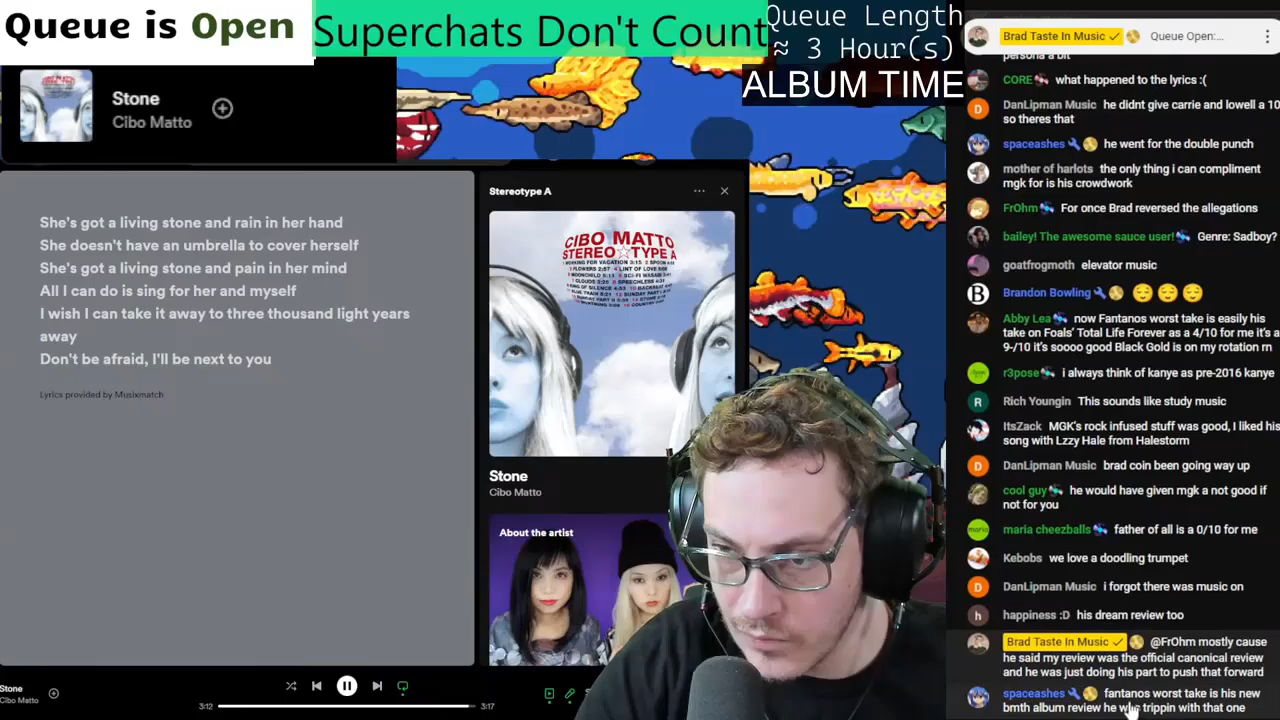 Queue is Open
Superchats Don't Count
Queue Length
≈ 3 Hour(s)
ALBUM TIME
Stone
Cibo Matto
She's got a living stone and rain in her hand
She doesn't have an umbrella to cover herself
She's got a living stone and pain in her mind
All I can do is sing for her and myself
I wish I can take it away to three thousand light years
away
Don't be afraid, I'll be next to you
Lyrics provided by Musixmatch
Stereotype A
CIBO MATTO
STEREO☆TYPE A
Stone
Cibo Matto
About the artist
Stone
Cibo Matto
3:12
3:17
Brad Taste In Music Queue Open:...
persona a bit
CORE what happened to the lyrics :(
DanLipman Music he didnt give carrie and lowell a 10
so theres that
spaceashes he went for the double punch
mother of harlots the only thing i can compliment
mgk for is his crowdwork
FrOhm For once Brad reversed the allegations
bailey! The awesome sauce user! Genre: Sadboy?
goatfrogmoth elevator music
Brandon Bowling
Abby Lea now Fantanos worst take is easily his
take on Foals' Total Life Forever as a 4/10 for me it's a
9-/10 it's soooo good Black Gold is on my rotation m
r3pose i always think of kanye as pre-2016 kanye
Rich Youngin This sounds like study music
ItsZack MGK's rock infused stuff was good, I liked his
song with Lzzy Hale from Halestorm
DanLipman Music brad coin been going way up
cool guy he would have given mgk a not good if
not for you
maria cheezballs father of all is a 0/10 for me
Kebobs we love a doodling trumpet
DanLipman Music i forgot there was music on
happiness :D his dream review too
Brad Taste In Music @FrOhm mostly cause
he said my review was the official canonical review
and he was just doing his part to push that forward
spaceashes fantanos worst take is his new
bmth album review he was trippin with that one